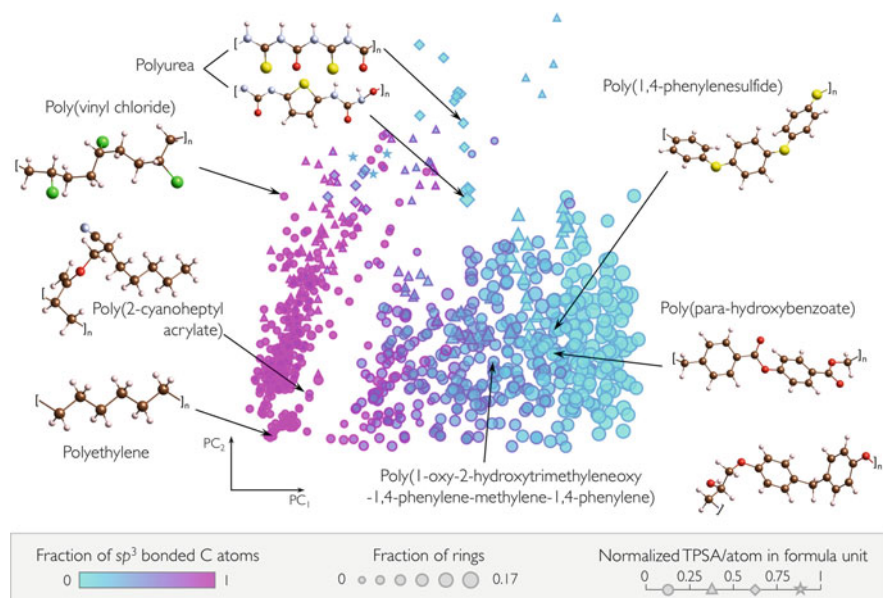 Polyurea
[ ]n
[ ]n
Poly(vinyl chloride)
[ ]n
Poly(1,4-phenylenesulfide)
[ ]n
Poly(2-cyanoheptyl
acrylate)
[ ]n
Poly(para-hydroxybenzoate)
[ ]n
Polyethylene
[ ]n
PC2
PC1
Poly(1-oxy-2-hydroxytrimethyleneoxy
-1,4-phenylene-methylene-1,4-phenylene)
[ ]n
Fraction of sp3 bonded C atoms
0 1
Fraction of rings
0 0.17
Normalized TPSA/atom in formula unit
0 0.25 0.5 0.75 1